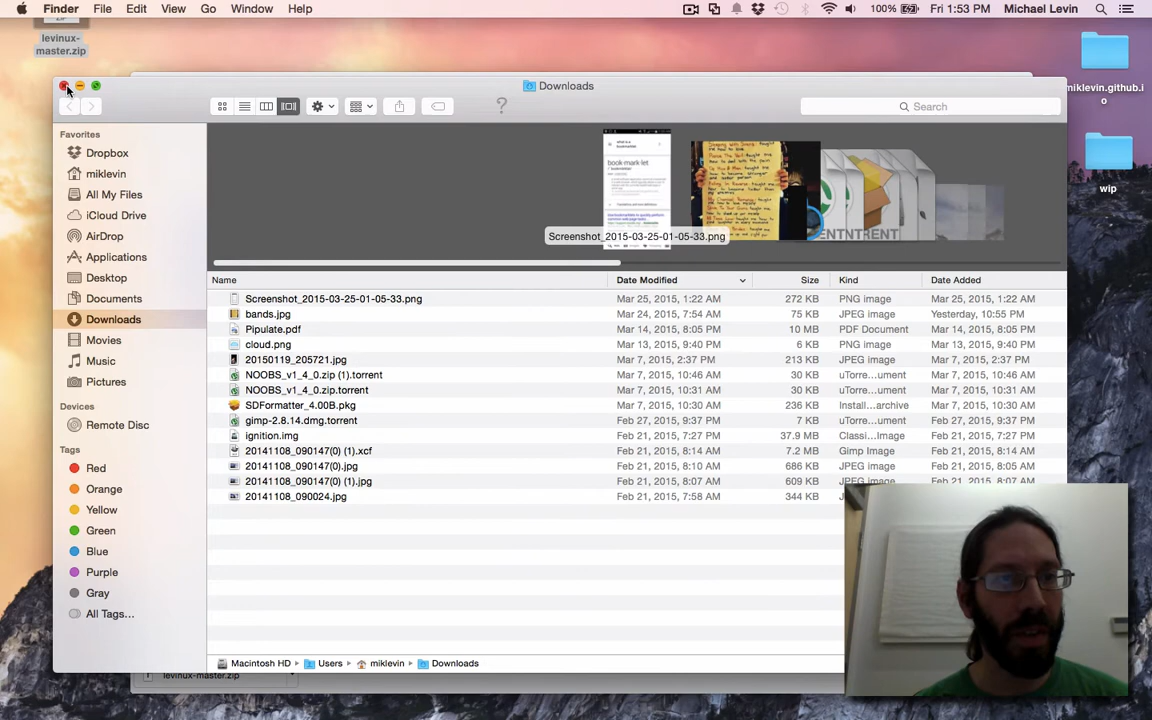 Finder File Edit View Go Window Help 100% Fri 1:53 PM Michael Levin
levinux-
master.zip
miklevin.github.i
o
wip
Downloads
Search
Favorites
Dropbox
miklevin
All My Files
iCloud Drive
AirDrop
Applications
Desktop
Documents
Downloads
Movies
Music
Pictures
Devices
Remote Disc
Tags
Red
Orange
Yellow
Green
Blue
Purple
Gray
All Tags...
book·mark·let
Screenshot_2015-03-25-01-05-33.png
Name Date Modified Size Kind Date Added
Screenshot_2015-03-25-01-05-33.png Mar 25, 2015, 1:22 AM 272 KB PNG image Mar 25, 2015, 1:22 AM
bands.jpg Mar 24, 2015, 7:54 AM 75 KB JPEG image Yesterday, 10:55 PM
Pipulate.pdf Mar 14, 2015, 8:05 PM 10 MB PDF Document Mar 14, 2015, 8:05 PM
cloud.png Mar 13, 2015, 9:40 PM 6 KB PNG image Mar 13, 2015, 9:40 PM
20150119_205721.jpg Mar 7, 2015, 2:37 PM 213 KB JPEG image Mar 7, 2015, 2:37 PM
NOOBS_v1_4_0.zip (1).torrent Mar 7, 2015, 10:46 AM 30 KB uTorre...ument Mar 7, 2015, 10:46 AM
NOOBS_v1_4_0.zip.torrent Mar 7, 2015, 10:31 AM 30 KB uTorre...ument Mar 7, 2015, 10:31 AM
SDFormatter_4.00B.pkg Mar 7, 2015, 10:30 AM 236 KB Install...archive Mar 7, 2015, 10:30 AM
gimp-2.8.14.dmg.torrent Feb 27, 2015, 9:37 PM 7 KB uTorre...ument Feb 27, 2015, 9:37 PM
ignition.img Feb 21, 2015, 7:27 PM 37.9 MB Classi...Image Feb 21, 2015, 7:27 PM
20141108_090147(0) (1).xcf Feb 21, 2015, 8:14 AM 7.2 MB Gimp Image Feb 21, 2015, 8:14 AM
20141108_090147(0).jpg Feb 21, 2015, 8:10 AM 686 KB JPEG image Feb 21, 2015, 8:05 AM
20141108_090147(0) (1).jpg Feb 21, 2015, 8:07 AM 609 KB JPEG image Feb 21, 2015, 8:07 AM
20141108_090024.jpg Feb 21, 2015, 7:58 AM 344 KB
Macintosh HD Users miklevin Downloads
levinux-master.zip